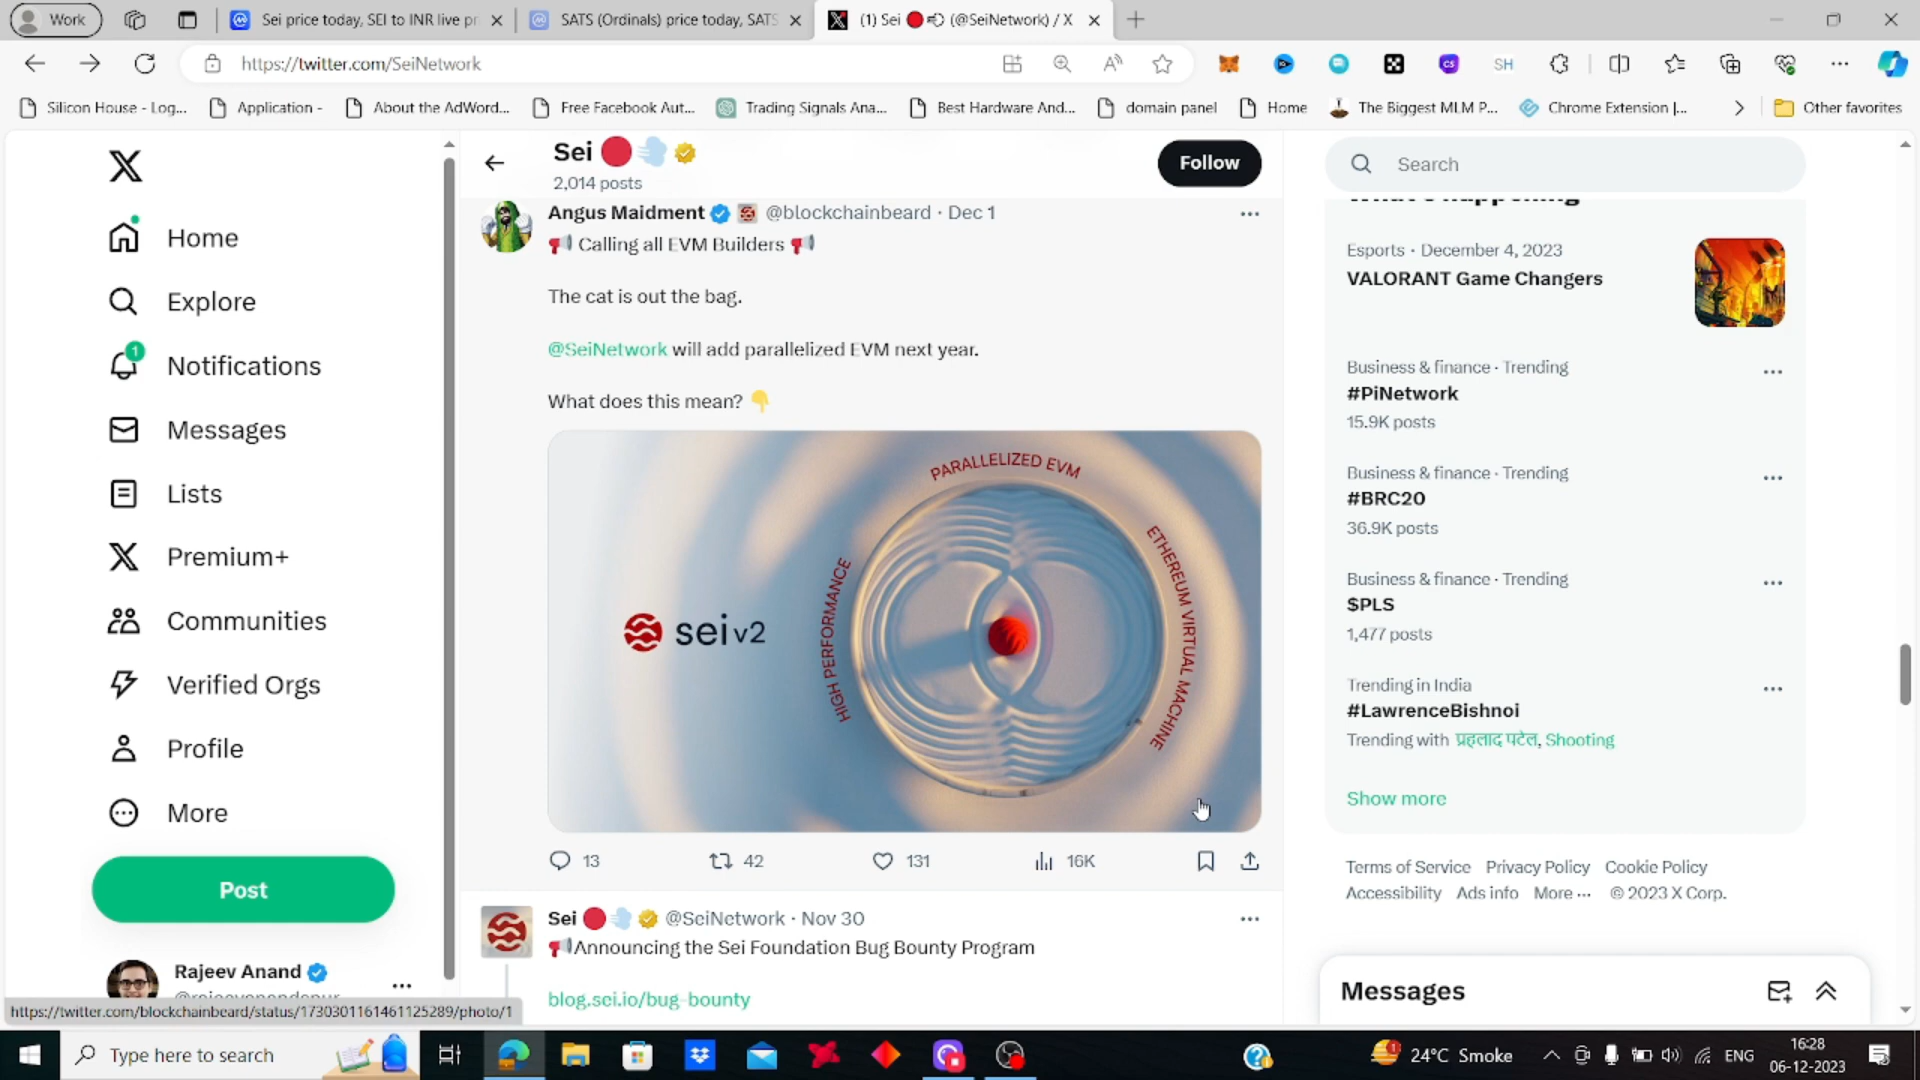 Work
Sei price today, SEI to INR live pr
SATS (Ordinals) price today, SATS
(1) Sei 🔴💨 (@SeiNetwork) / X
https://twitter.com/SeiNetwork
SH
Silicon House - Log...
Application -
About the AdWord...
Free Facebook Aut...
Trading Signals Ana...
Best Hardware And...
domain panel
Home
The Biggest MLM P...
Chrome Extension |...
Other favorites
Home
Explore
1
Notifications
Messages
Lists
Premium+
Communities
Verified Orgs
Profile
More
Post
Rajeev Anand
https://twitter.com/blockchainbeard/status/1730301161461125289/photo/1
Sei 🔴💨
2,014 posts
Follow
Angus Maidment @blockchainbeard · Dec 1
📢 Calling all EVM Builders 📢
The cat is out the bag.
@SeiNetwork will add parallelized EVM next year.
What does this mean? 👇
PARALLELIZED EVM
HIGH PERFORMANCE
ETHEREUM VIRTUAL MACHINE
sei v2
13 42 131 16K
Sei 🔴💨 @SeiNetwork · Nov 30
📢Announcing the Sei Foundation Bug Bounty Program
blog.sei.io/bug-bounty
Search
What's happening
Esports · December 4, 2023
VALORANT Game Changers
Business & finance · Trending
#PiNetwork
15.9K posts
Business & finance · Trending
#BRC20
36.9K posts
Business & finance · Trending
$PLS
1,477 posts
Trending in India
#LawrenceBishnoi
Trending with प्रहलाद पटेल, Shooting
Show more
Terms of Service Privacy Policy Cookie Policy
Accessibility Ads info More ··· © 2023 X Corp.
Messages
Type here to search
24°C Smoke
ENG
16:28
06-12-2023